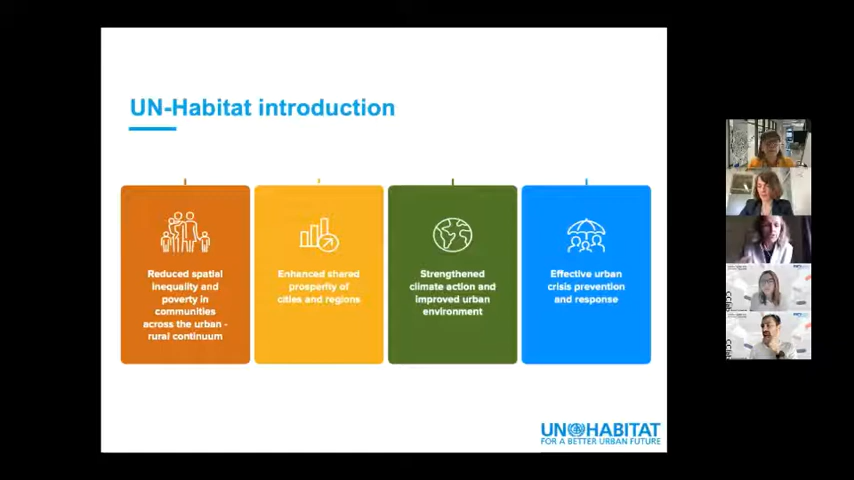 UN-Habitat introduction
Reduced spatial
inequality and
poverty in
communities
across the urban -
rural continuum
Enhanced shared
prosperity of
cities and regions
Strengthened
climate action and
improved urban
environment
Effective urban
crisis prevention
and response
UN HABITAT
FOR A BETTER URBAN FUTURE